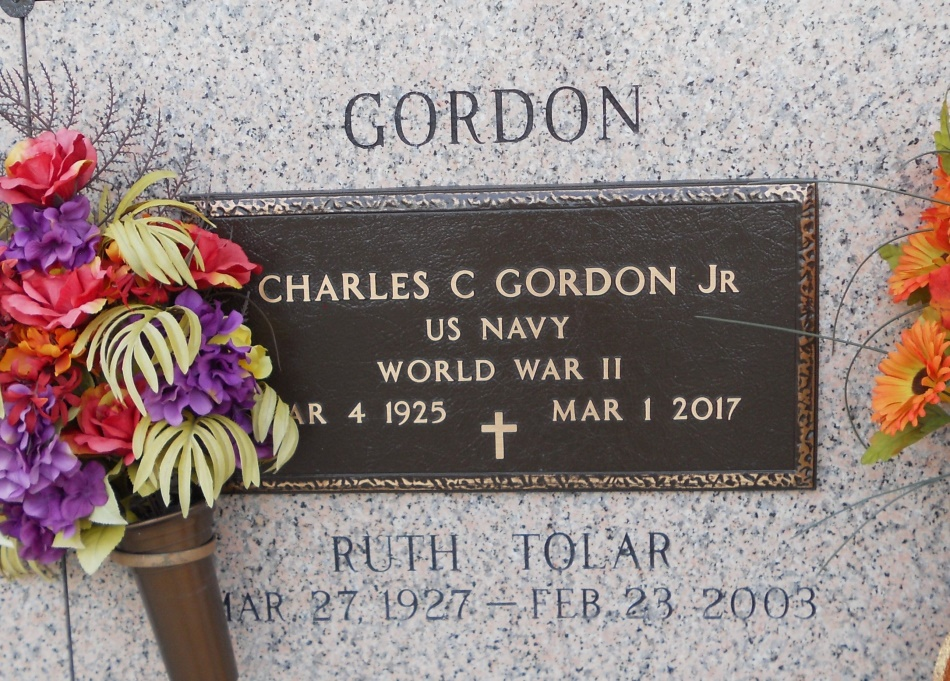 GORDON
CHARLES C GORDON JR
US NAVY
WORLD WAR II
AR 4 1925 MAR 1 2017
RUTH TOLAR
MAR 27, 1927 – FEB 23 2003